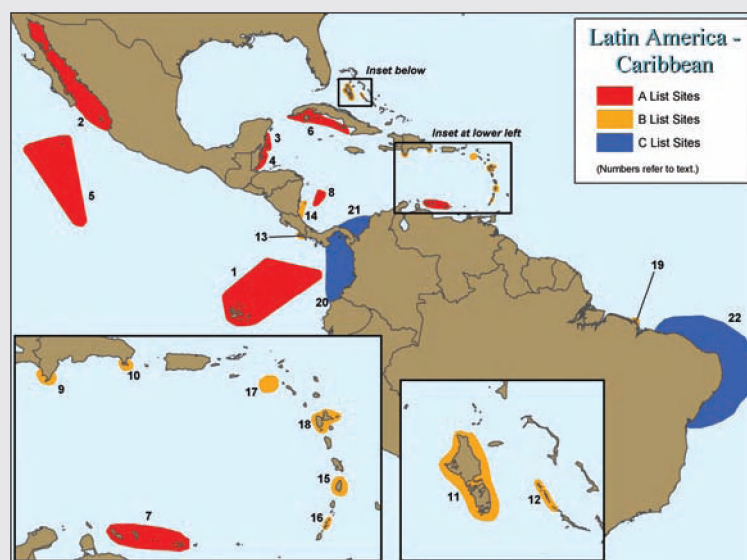 Latin America -
Caribbean
A List Sites
B List Sites
C List Sites
(Numbers refer to text.)
Inset below
Inset at lower left
2
3
6
4
5
8
14
21
13
1
20
19
22
9
10
17
18
15
16
7
11
12